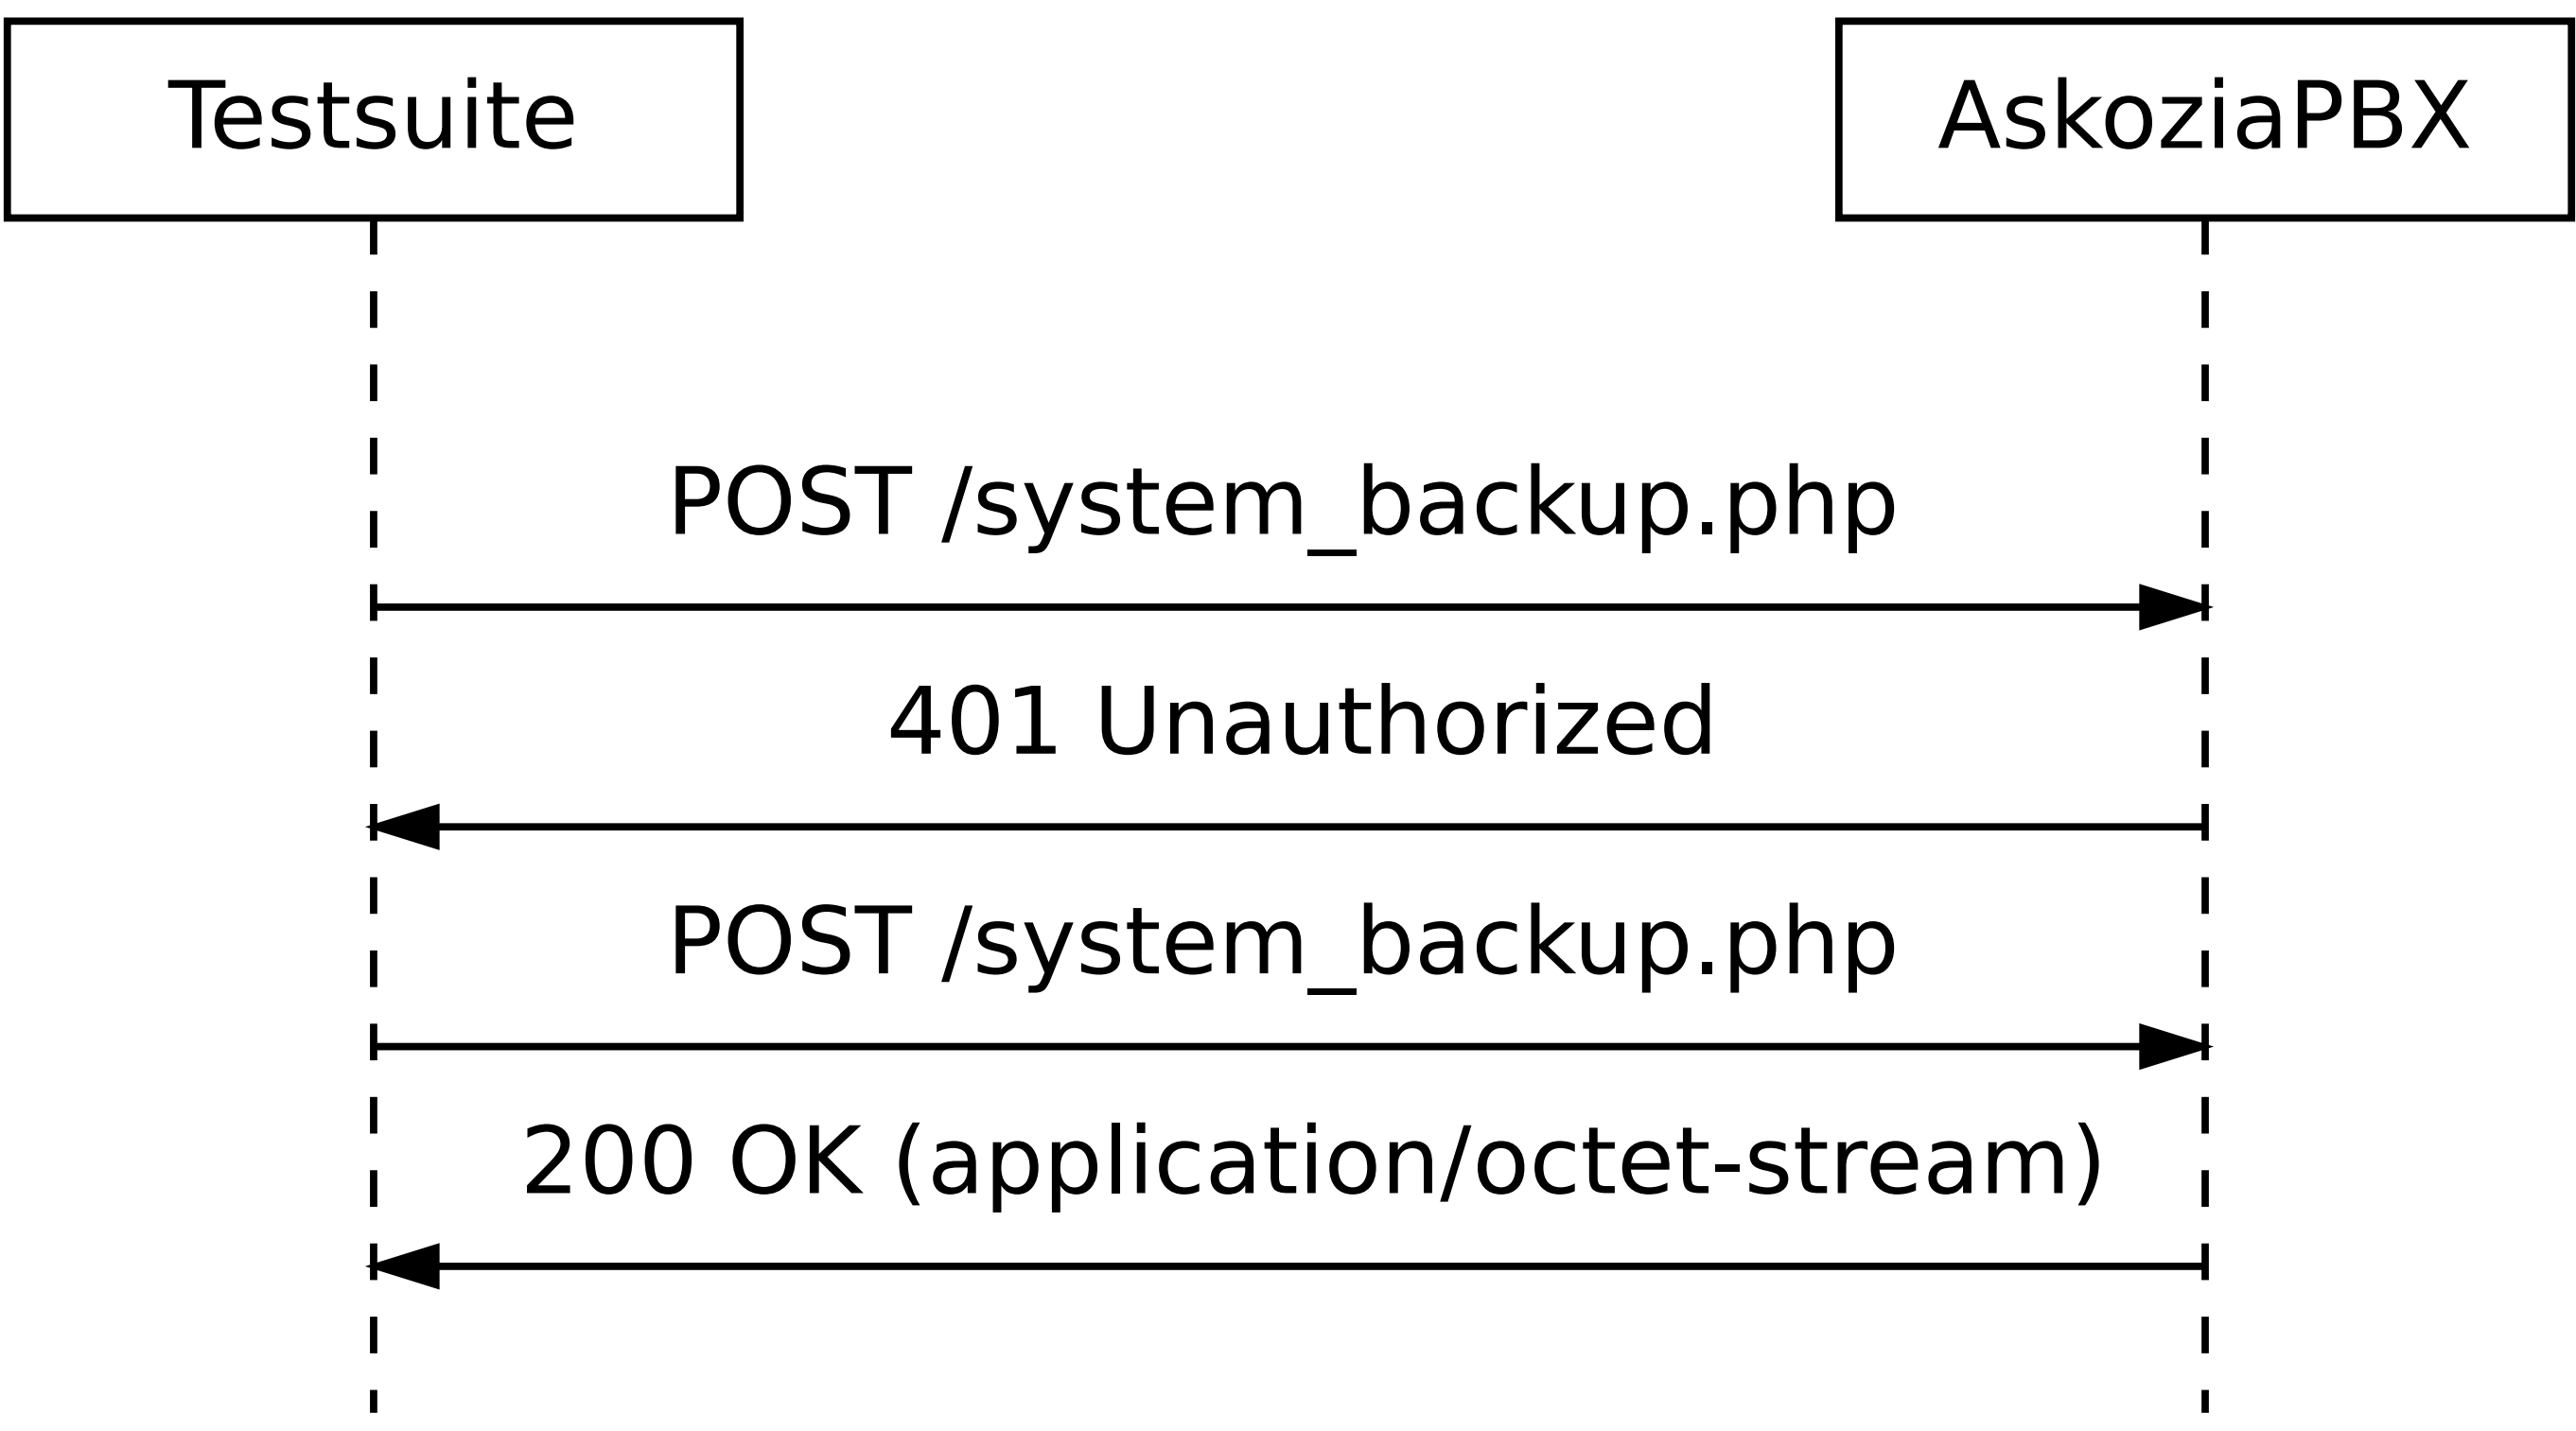 Testsuite
AskoziaPBX
POST /system_backup.php
401 Unauthorized
POST /system_backup.php
200 OK (application/octet-stream)